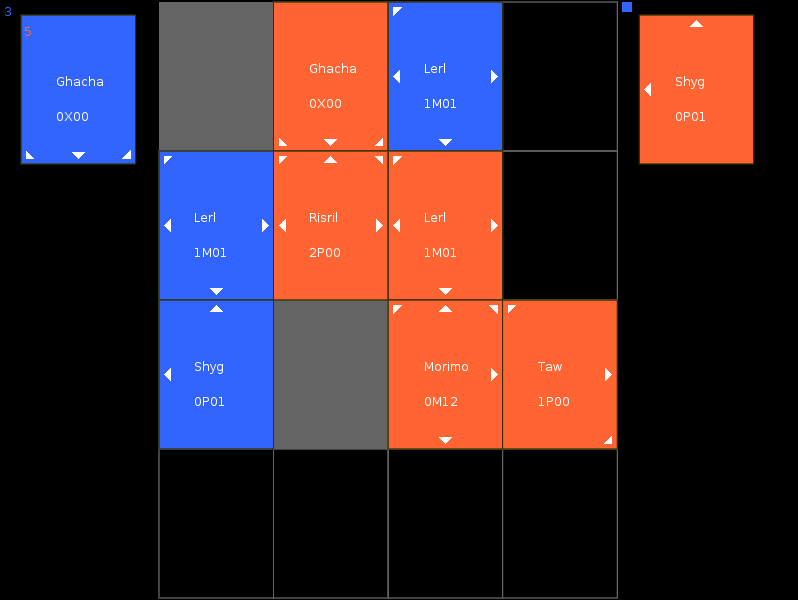 3
5
Ghacha
0X00
Ghacha
0X00
Lerl
1M01
Shyg
0P01
Lerl
1M01
Risril
2P00
Lerl
1M01
Shyg
0P01
Morimo
0M12
Taw
1P00